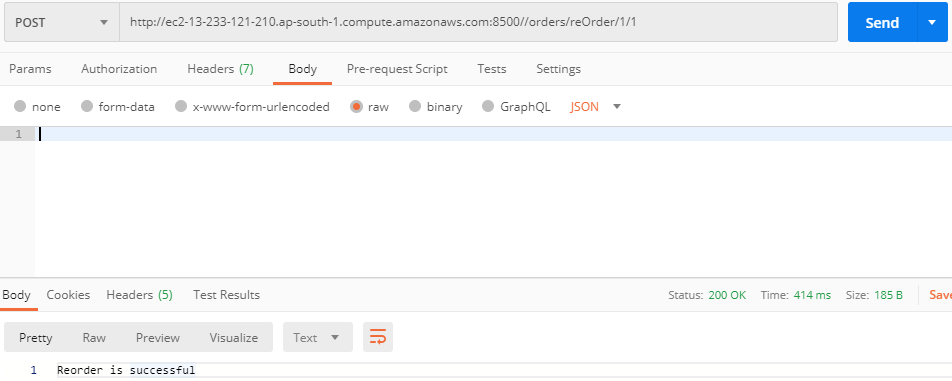 POST http://ec2-13-233-121-210.ap-south-1.compute.amazonaws.com:8500//orders/reOrder/1/1 Send
Params Authorization Headers (7) Body Pre-request Script Tests Settings
none form-data x-www-form-urlencoded raw binary GraphQL JSON
1
Body Cookies Headers (5) Test Results Status: 200 OK Time: 414 ms Size: 185 B Save
Pretty Raw Preview Visualize Text
1 Reorder is successful